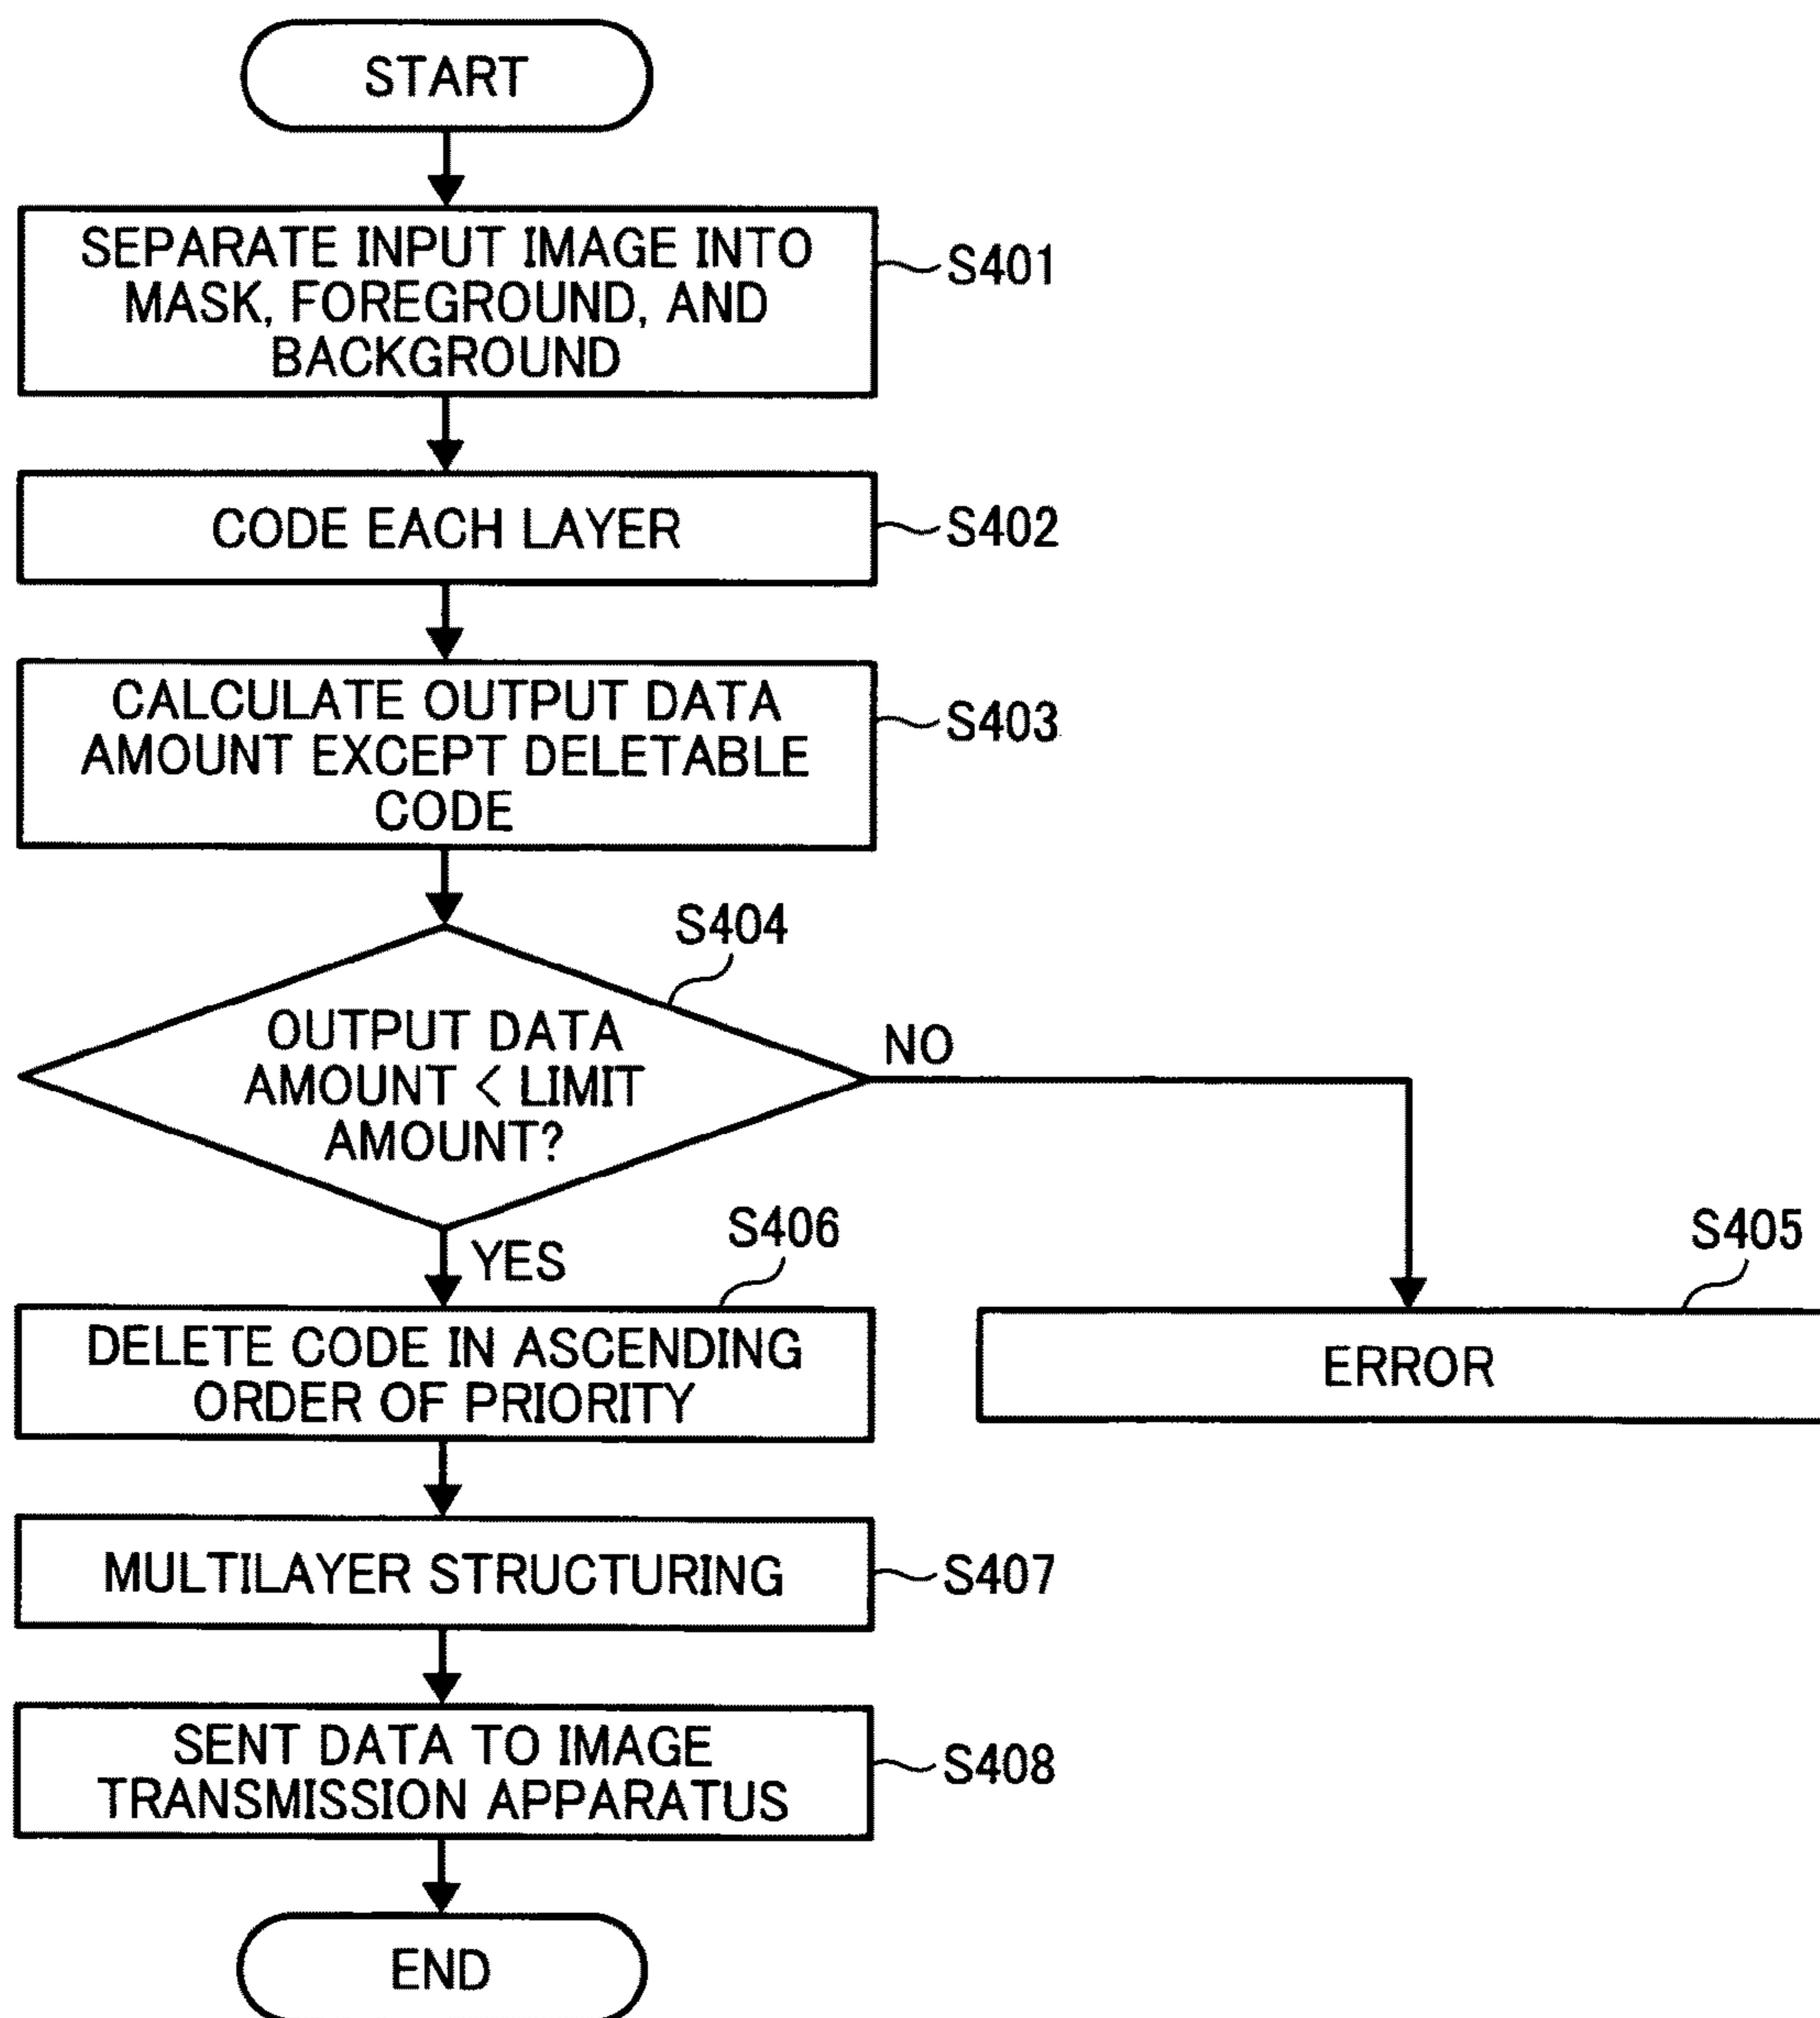 START
SEPARATE INPUT IMAGE INTO
MASK, FOREGROUND, AND
BACKGROUND
S401
CODE EACH LAYER
S402
CALCULATE OUTPUT DATA
AMOUNT EXCEPT DELETABLE
CODE
S403
S404
OUTPUT DATA
AMOUNT < LIMIT
AMOUNT?
NO
YES
S406
S405
DELETE CODE IN ASCENDING
ORDER OF PRIORITY
ERROR
MULTILAYER STRUCTURING
S407
SENT DATA TO IMAGE
TRANSMISSION APPARATUS
S408
END